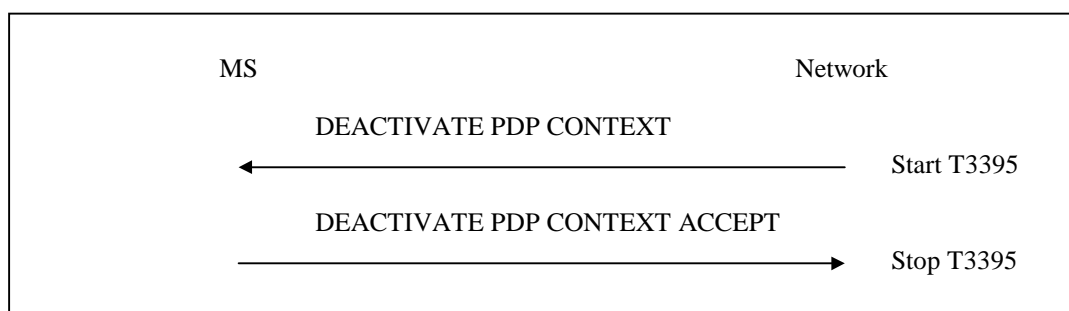 MS Network
DEACTIVATE PDP CONTEXT
Start T3395
DEACTIVATE PDP CONTEXT ACCEPT
Stop T3395